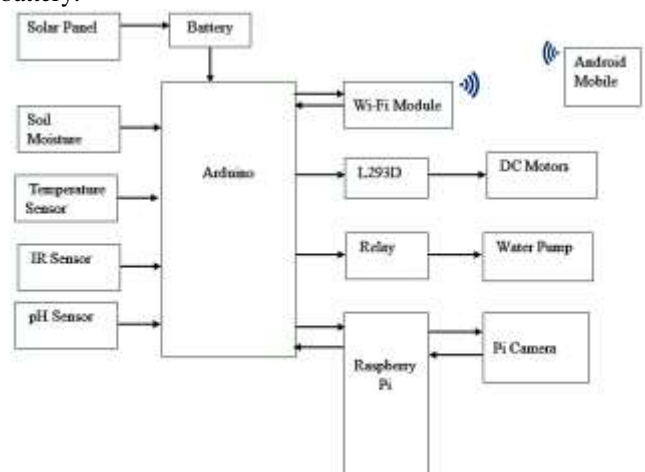 battery.
Solar Panel
Battery
Android
Mobile
Wi-Fi Module
Soil
Moisture
Arduino
L293D
DC Motors
Temperature
Sensor
Relay
Water Pump
IR Sensor
pH Sensor
Raspberry
Pi
Pi Camera